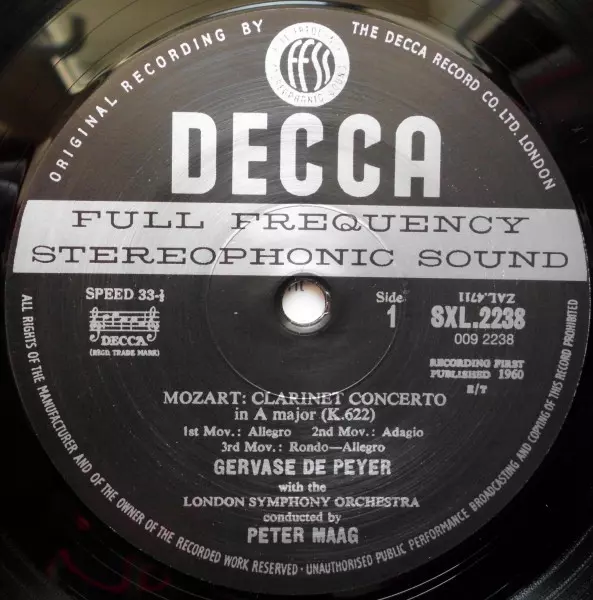 ORIGINAL RECORDING BY
THE DECCA RECORD CO. LTD. LONDON
FFSS
DECCA
FULL FREQUENCY
STEREOPHONIC SOUND
SPEED 33⅓
DECCA
(REGD. TRADE MARK)
Side
1
ZAL.4711
SXL.2238
009 2238
RECORDING FIRST
PUBLISHED 1960
E/T
MOZART: CLARINET CONCERTO
in A major (K.622)
1st Mov.: Allegro 2nd Mov.: Adagio
3rd Mov.: Rondo—Allegro
GERVASE DE PEYER
with the
LONDON SYMPHONY ORCHESTRA
conducted by
PETER MAAG
ALL RIGHTS OF THE MANUFACTURER AND OF THE OWNER OF THE RECORDED WORK RESERVED · UNAUTHORISED PUBLIC PERFORMANCE BROADCASTING AND COPYING OF THIS RECORD PROHIBITED